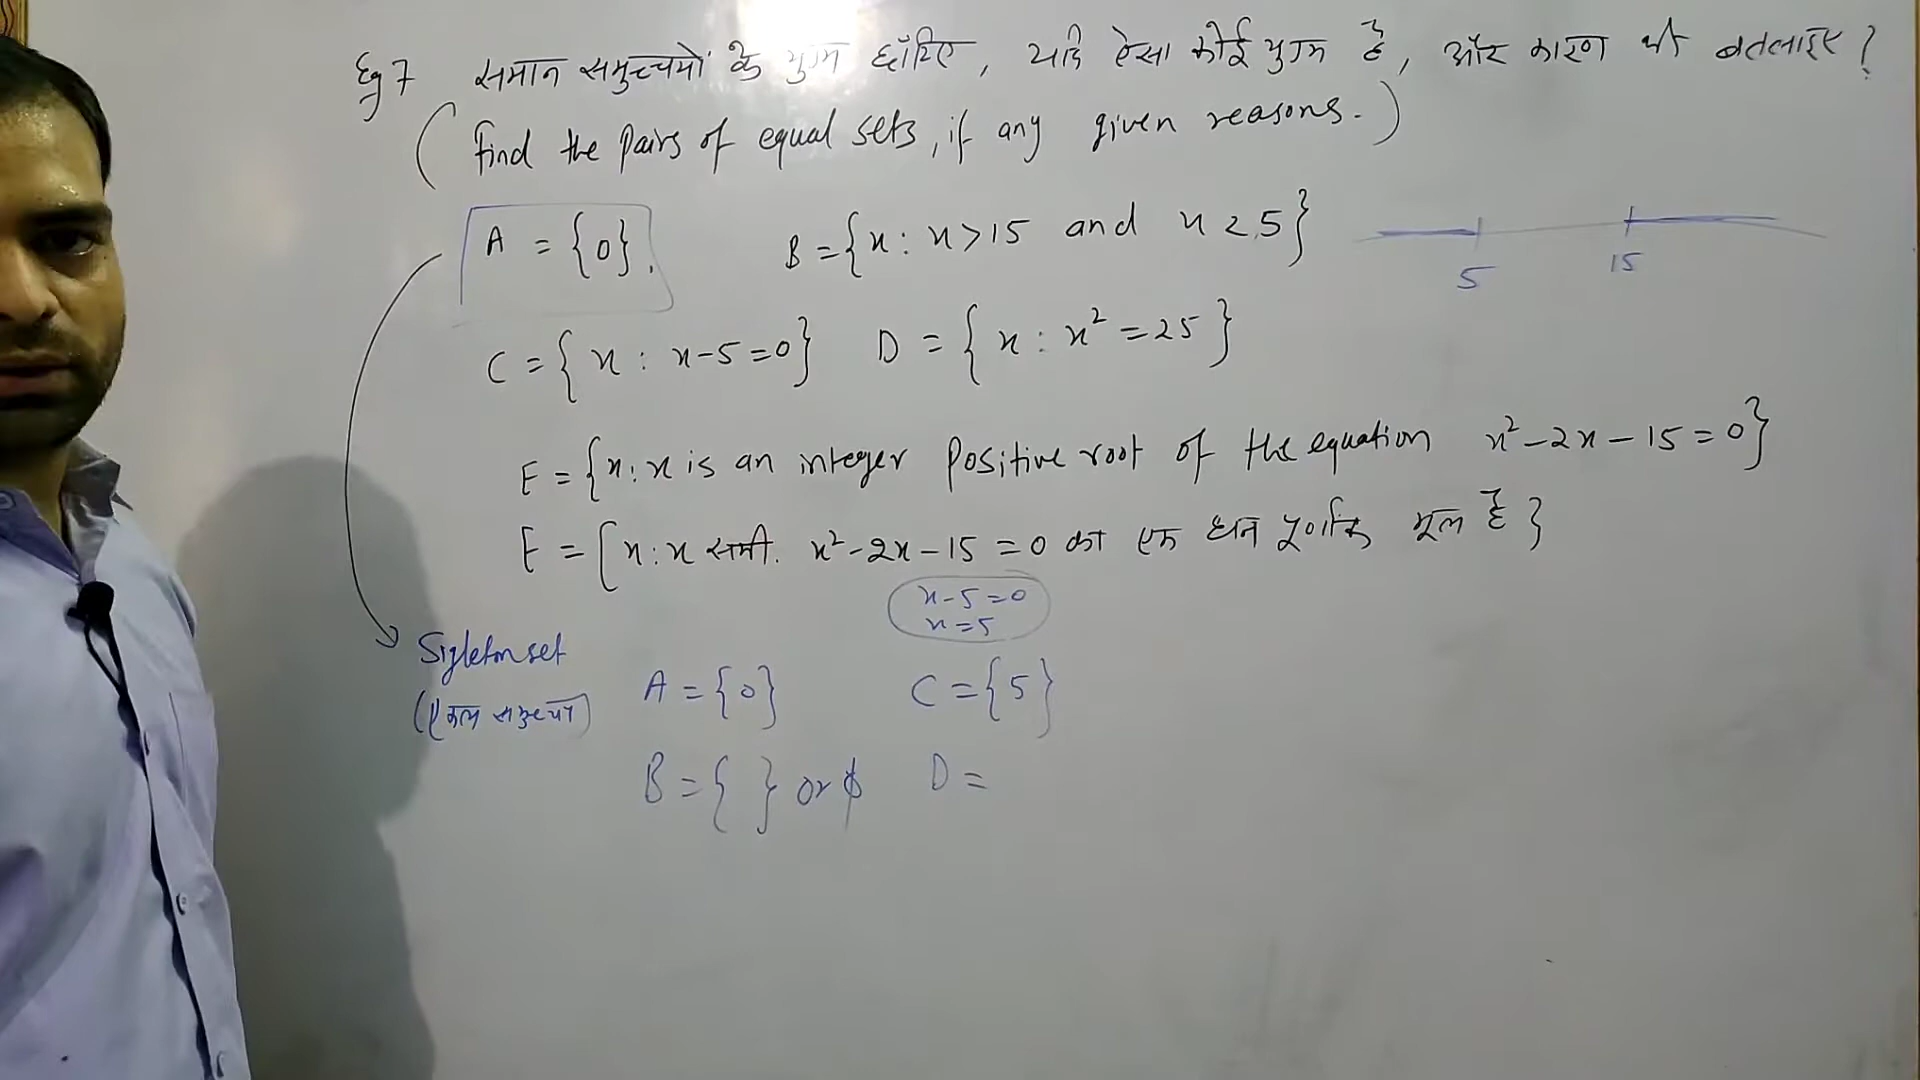 Eg 7 समान समुच्चयों के युग्म छाँटिए, यदि ऐसा कोई युग्म है, और कारण भी बतलाइए?
(find the pairs of equal sets, if any given reasons.)
A = {0}. B = {x : x > 15 and x < 5}
5 15
C = {x : x-5=0} D = {x : x² = 25}
E = {x : x is an integer positive root of the equation x²-2x-15=0}
E = {x : x समी. x²-2x-15 = 0 का एक धन पूर्णांक मूल है}
x-5=0
x=5
Sigleton set
(एकल समुच्चय)
A = {0} C = {5}
B = { } or ϕ D =